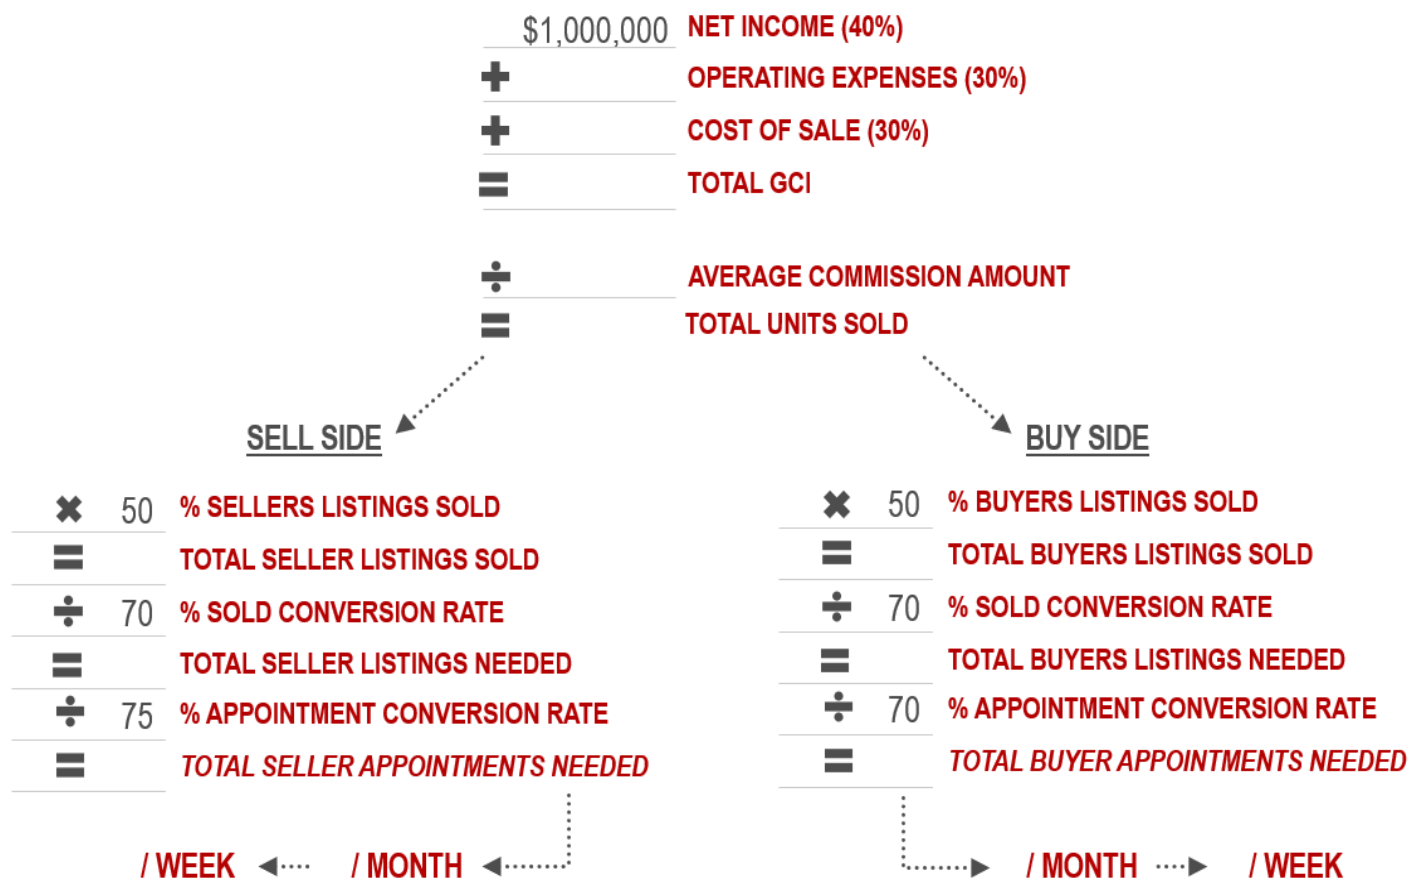 $1,000,000 NET INCOME (40%)
+ OPERATING EXPENSES (30%)
+ COST OF SALE (30%)
= TOTAL GCI
÷ AVERAGE COMMISSION AMOUNT
= TOTAL UNITS SOLD
SELL SIDE
× 50 % SELLERS LISTINGS SOLD
= TOTAL SELLER LISTINGS SOLD
÷ 70 % SOLD CONVERSION RATE
= TOTAL SELLER LISTINGS NEEDED
÷ 75 % APPOINTMENT CONVERSION RATE
= TOTAL SELLER APPOINTMENTS NEEDED
/ WEEK / MONTH
BUY SIDE
× 50 % BUYERS LISTINGS SOLD
= TOTAL BUYERS LISTINGS SOLD
÷ 70 % SOLD CONVERSION RATE
= TOTAL BUYERS LISTINGS NEEDED
÷ 70 % APPOINTMENT CONVERSION RATE
= TOTAL BUYER APPOINTMENTS NEEDED
/ MONTH / WEEK